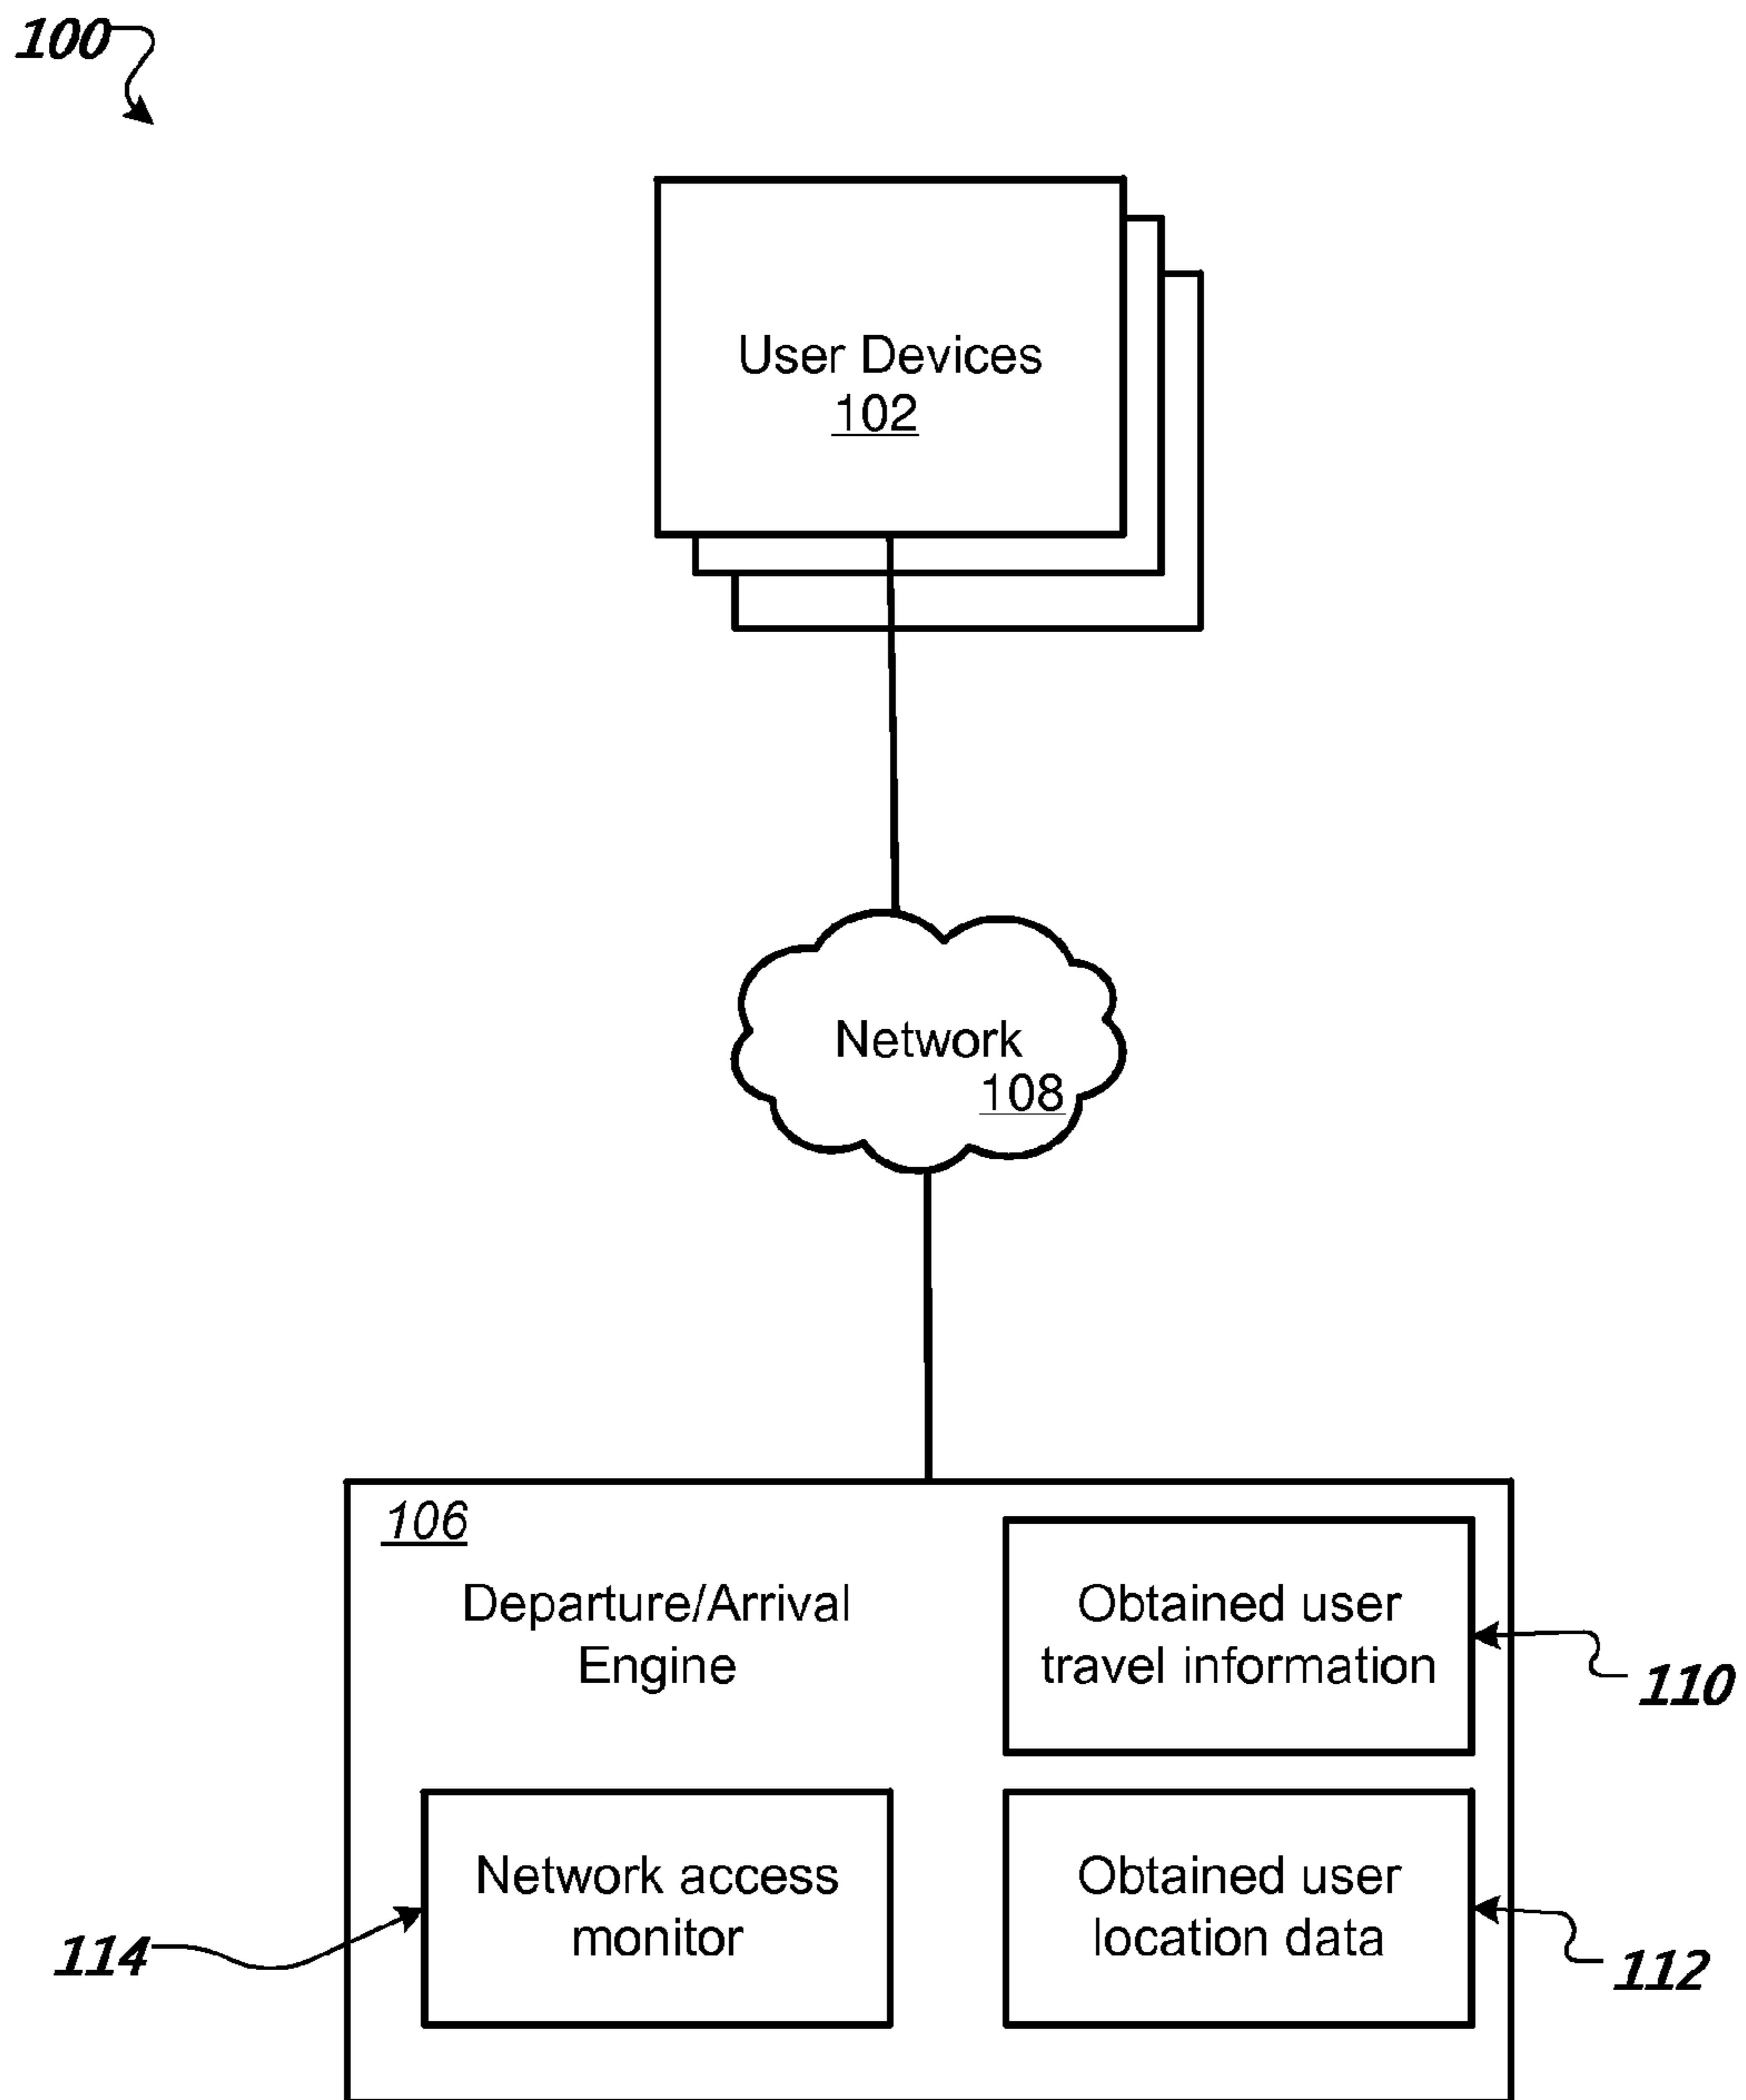 100
User Devices
102
Network
108
106
Departure/Arrival
Engine
Obtained user
travel information
110
Network access
monitor
114
Obtained user
location data
112